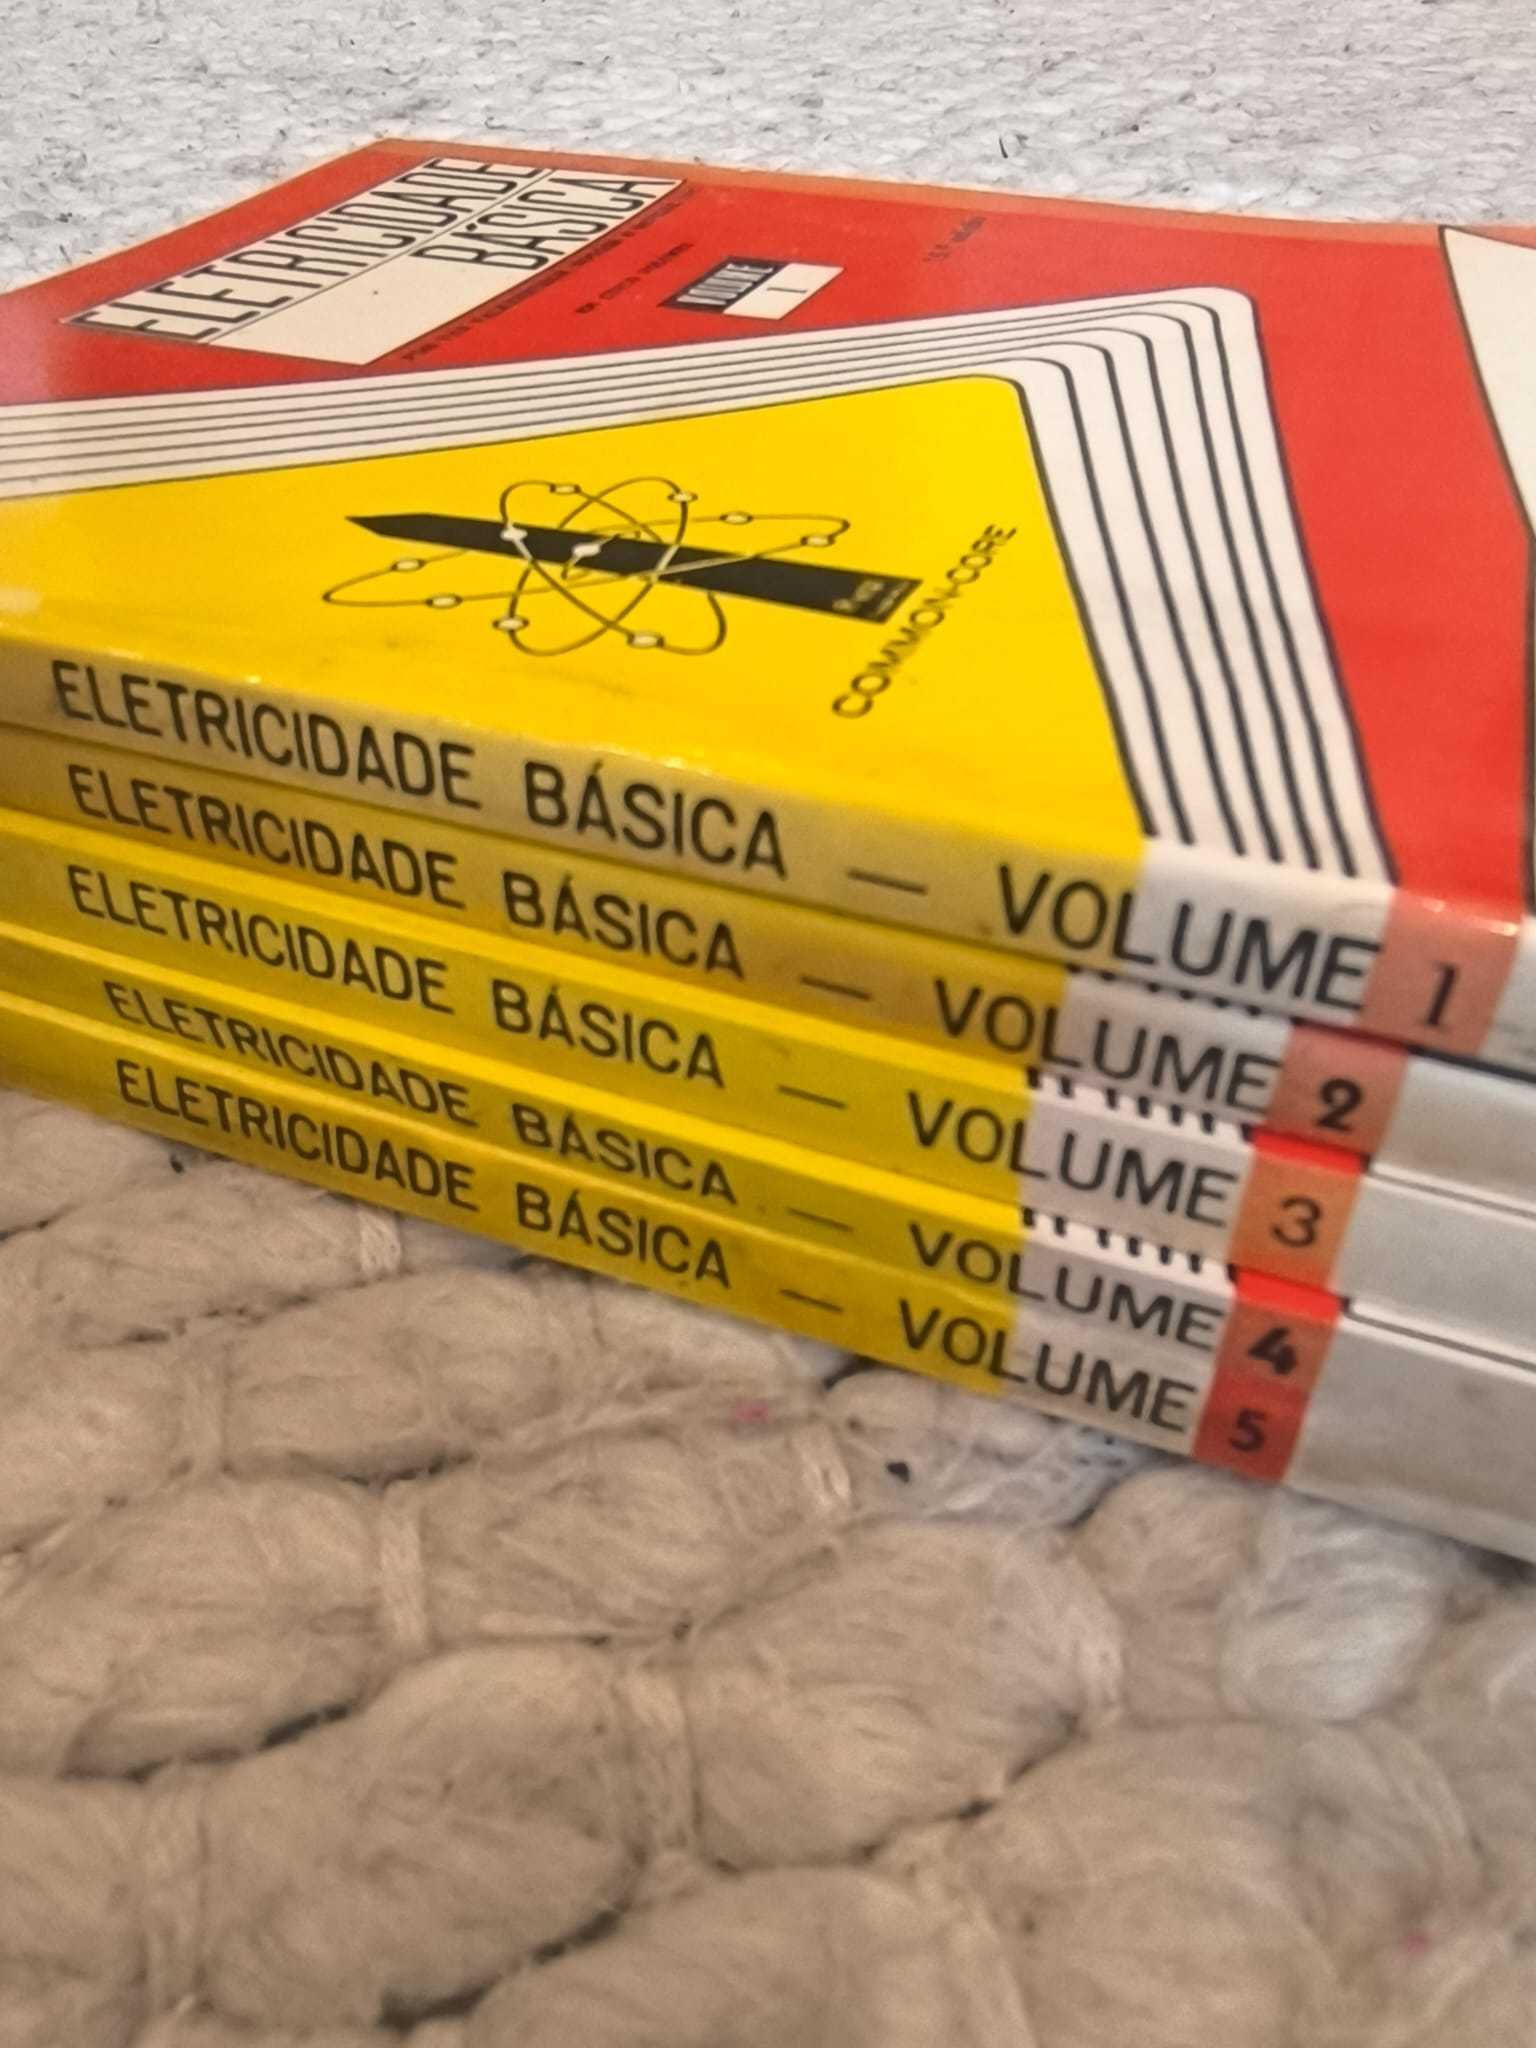 ELETRICIDADE
BÁSICA
VOLUME
1
COMMON-CORE
ELETRICIDADE BÁSICA — VOLUME 1
ELETRICIDADE BÁSICA — VOLUME 2
ELETRICIDADE BÁSICA — VOLUME 3
ELETRICIDADE BÁSICA — VOLUME 4
ELETRICIDADE BÁSICA — VOLUME 5